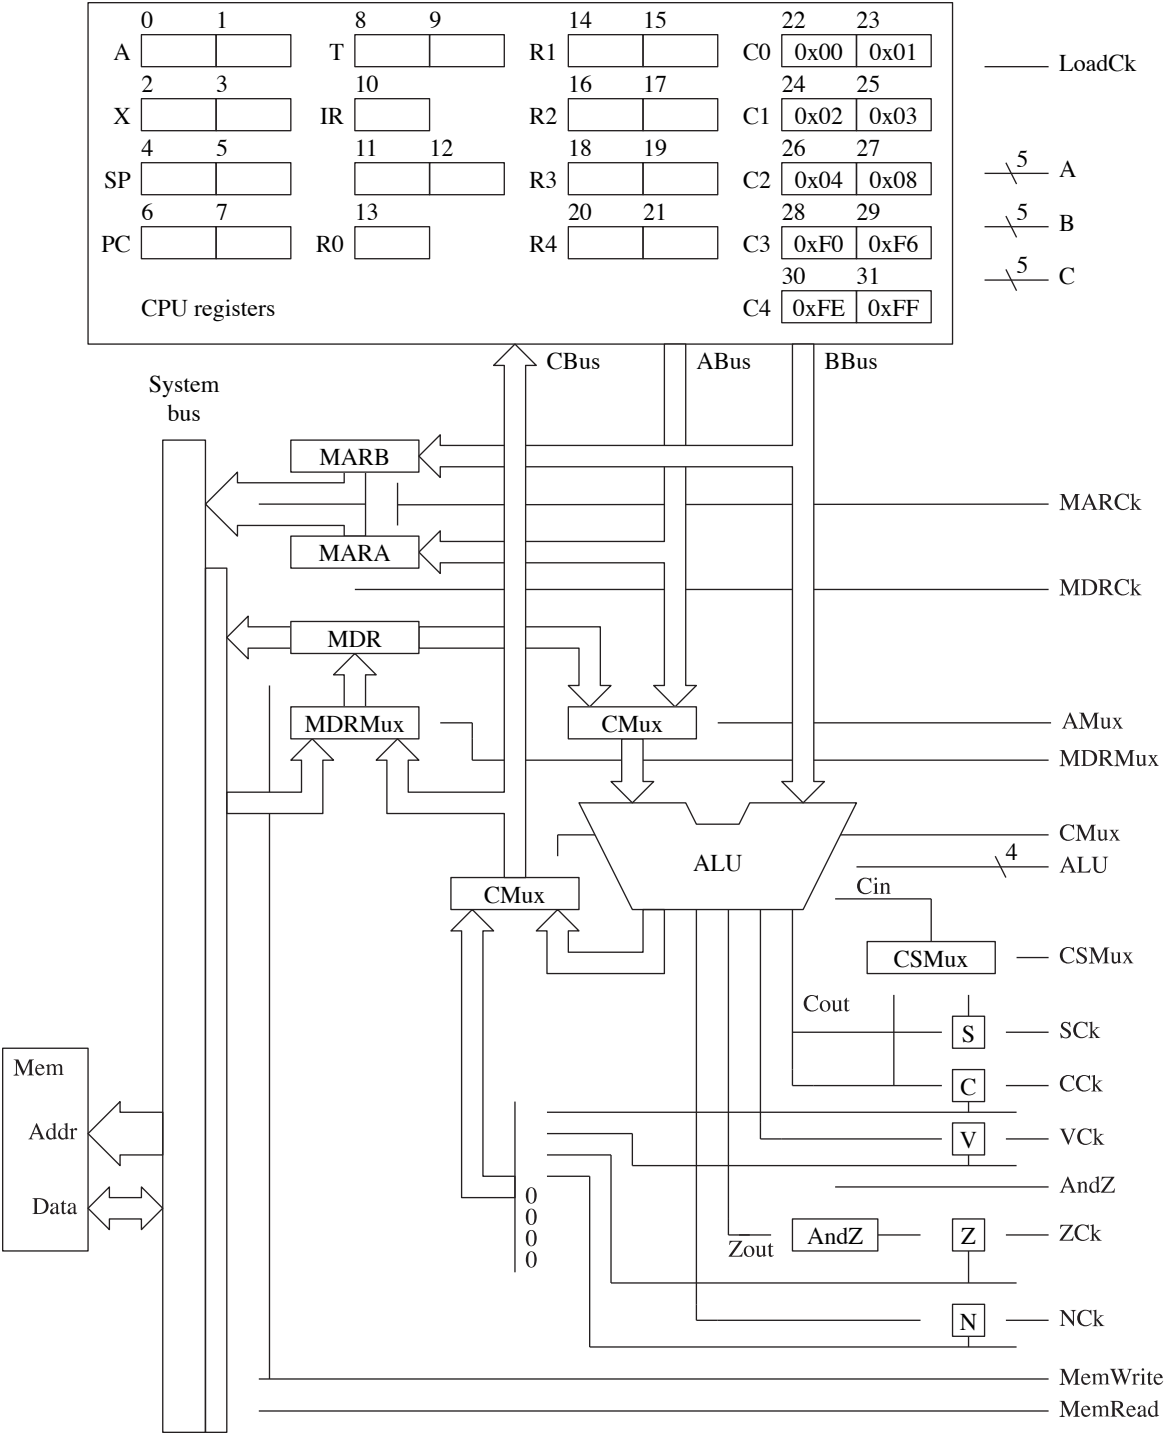 0 1 8 9 14 15 22 23
A T R1 C0 0x00 0x01 LoadCk
2 3 10 16 17 24 25
X IR R2 C1 0x02 0x03
4 5 11 12 18 19 26 27
SP R3 C2 0x04 0x08 5 A
6 7 13 20 21 28 29
PC R0 R4 C3 0xF0 0xF6 5 B
30 31
CPU registers C4 0xFE 0xFF 5 C
CBus ABus BBus
System
bus
MARB
MARCk
MARA
MDRCk
MDR
MDRMux CMux AMux
MDRMux
CMux
ALU 4 ALU
Cin
CMux
CSMux CSMux
Cout
S SCk
Mem
C CCk
Addr V VCk
AndZ
Data 0
0
0
0
Zout AndZ Z ZCk
N NCk
MemWrite
MemRead